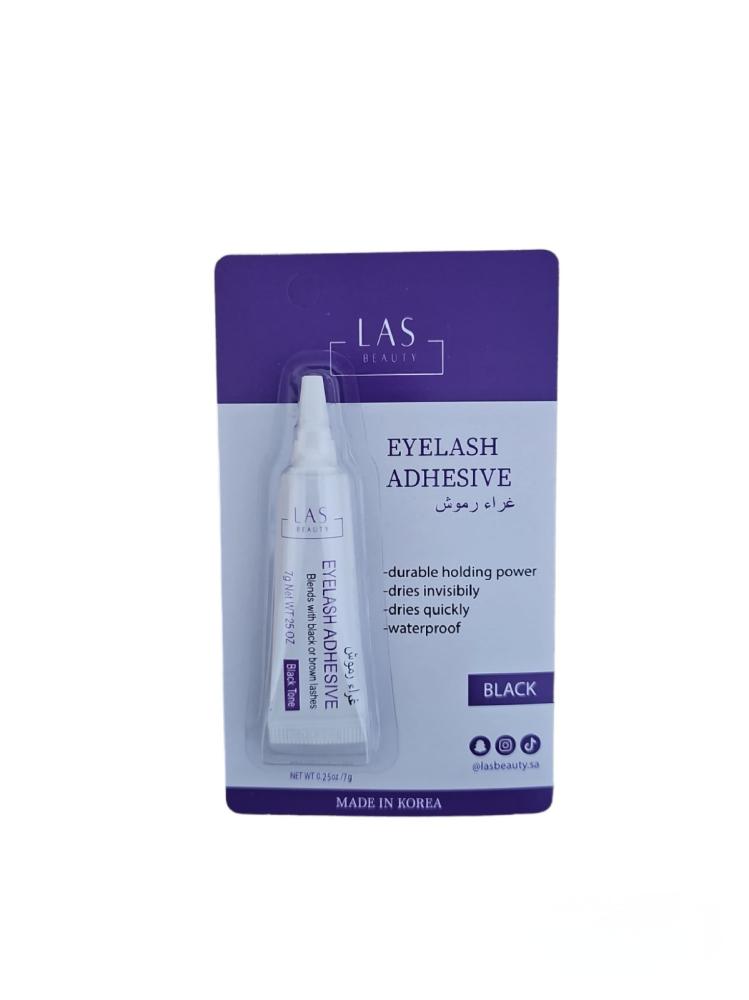 LAS
BEAUTY
EYELASH
ADHESIVE
غراء رموش
-durable holding power
-dries invisibily
-dries quickly
-waterproof
BLACK
@lasbeauty.sa
LAS
BEAUTY
غراء رموش
EYELASH ADHESIVE
Blends with black or brown lashes
7g Net WT 25 OZ
Black Tone
NET WT 0.25oz /7g
MADE IN KOREA